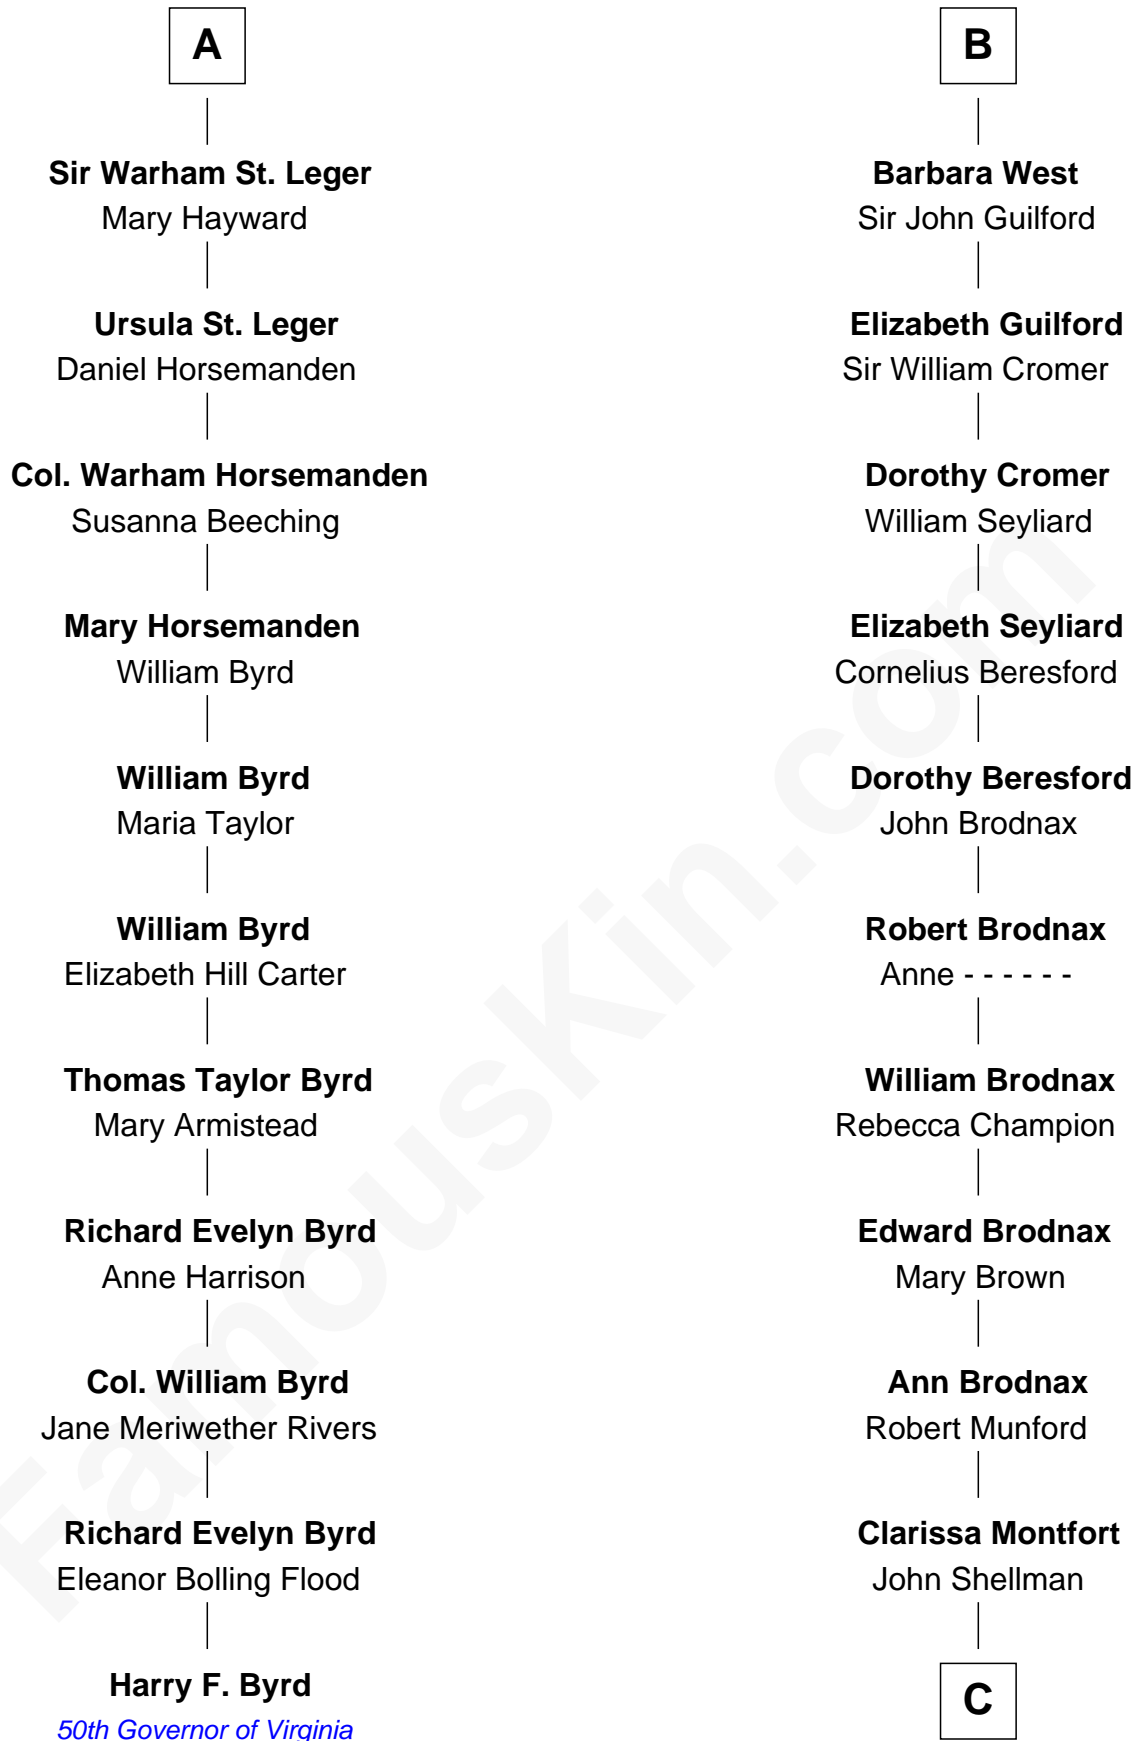 A
Sir Warham St. Leger
Mary Hayward
Ursula St. Leger
Daniel Horsemanden
Col. Warham Horsemanden
Susanna Beeching
Mary Horsemanden
William Byrd
William Byrd
Maria Taylor
William Byrd
Elizabeth Hill Carter
Thomas Taylor Byrd
Mary Armistead
Richard Evelyn Byrd
Anne Harrison
Col. William Byrd
Jane Meriwether Rivers
Richard Evelyn Byrd
Eleanor Bolling Flood
Harry F. Byrd
50th Governor of Virginia
B
Barbara West
Sir John Guilford
Elizabeth Guilford
Sir William Cromer
Dorothy Cromer
William Seyliard
Elizabeth Seyliard
Cornelius Beresford
Dorothy Beresford
John Brodnax
Robert Brodnax
Anne - - - - - -
William Brodnax
Rebecca Champion
Edward Brodnax
Mary Brown
Ann Brodnax
Robert Munford
Clarissa Montfort
John Shellman
C
FamousKin.com